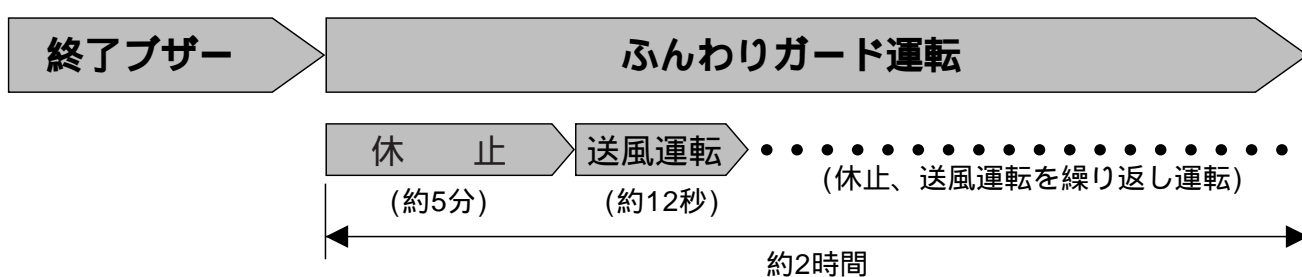 終了ブザー
ふんわりガード運転
休　　止
送風運転
(約5分)
(約12秒)
(休止、送風運転を繰り返し運転)
約2時間